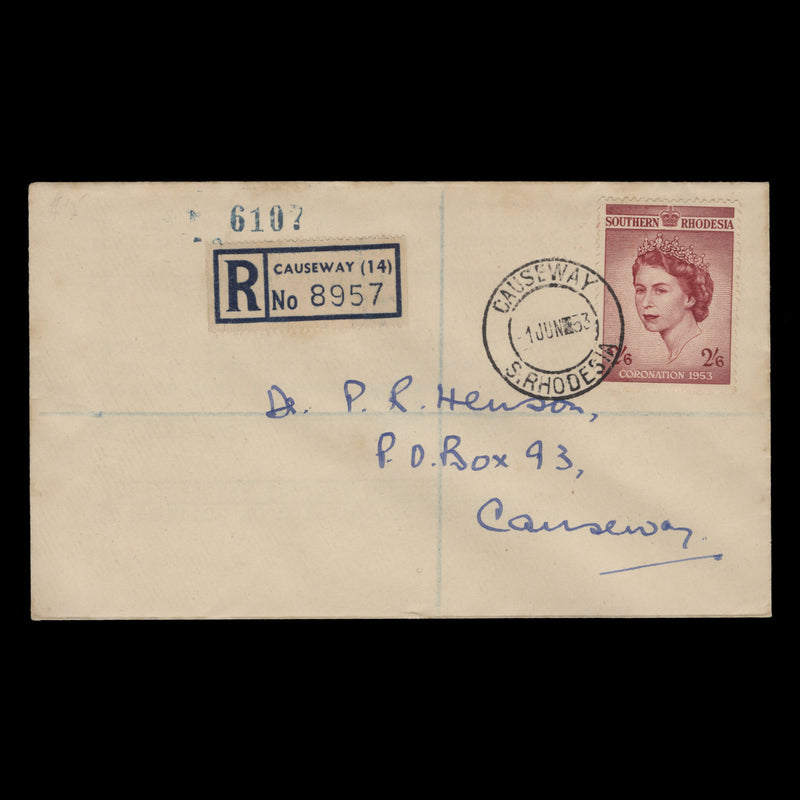 6107
R
CAUSEWAY (14)
No 8957
SOUTHERN RHODESIA
2/6 2/6
CORONATION 1953
CAUSEWAY
-1 JUN 53
S. RHODESIA
Dr. P. R. Henson,
P.O. Box 93,
Causeway